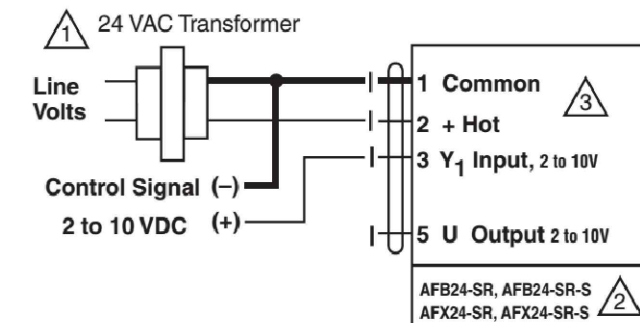 1 24 VAC Transformer
Line
Volts
1 Common
3
2 + Hot
3 Y1 Input, 2 to 10V
Control Signal (–)
2 to 10 VDC (+)
5 U Output 2 to 10V
AFB24-SR, AFB24-SR-S
AFX24-SR, AFX24-SR-S
2